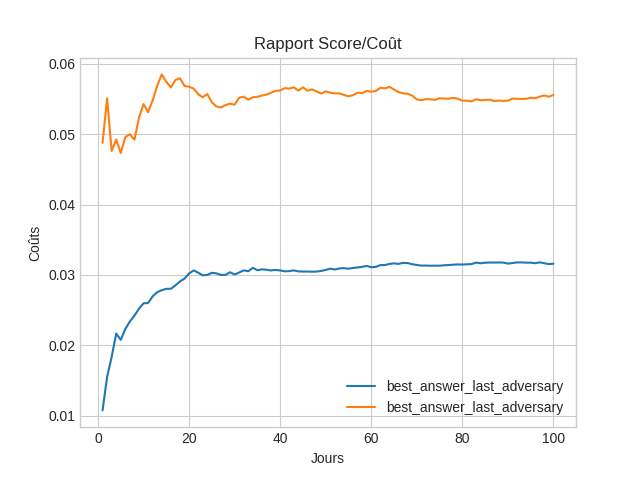 Rapport Score/Coût
0.06
0.05
0.04
0.03
0.02
0.01
Coûts
0 20 40 60 80 100
Jours
best_answer_last_adversary
best_answer_last_adversary